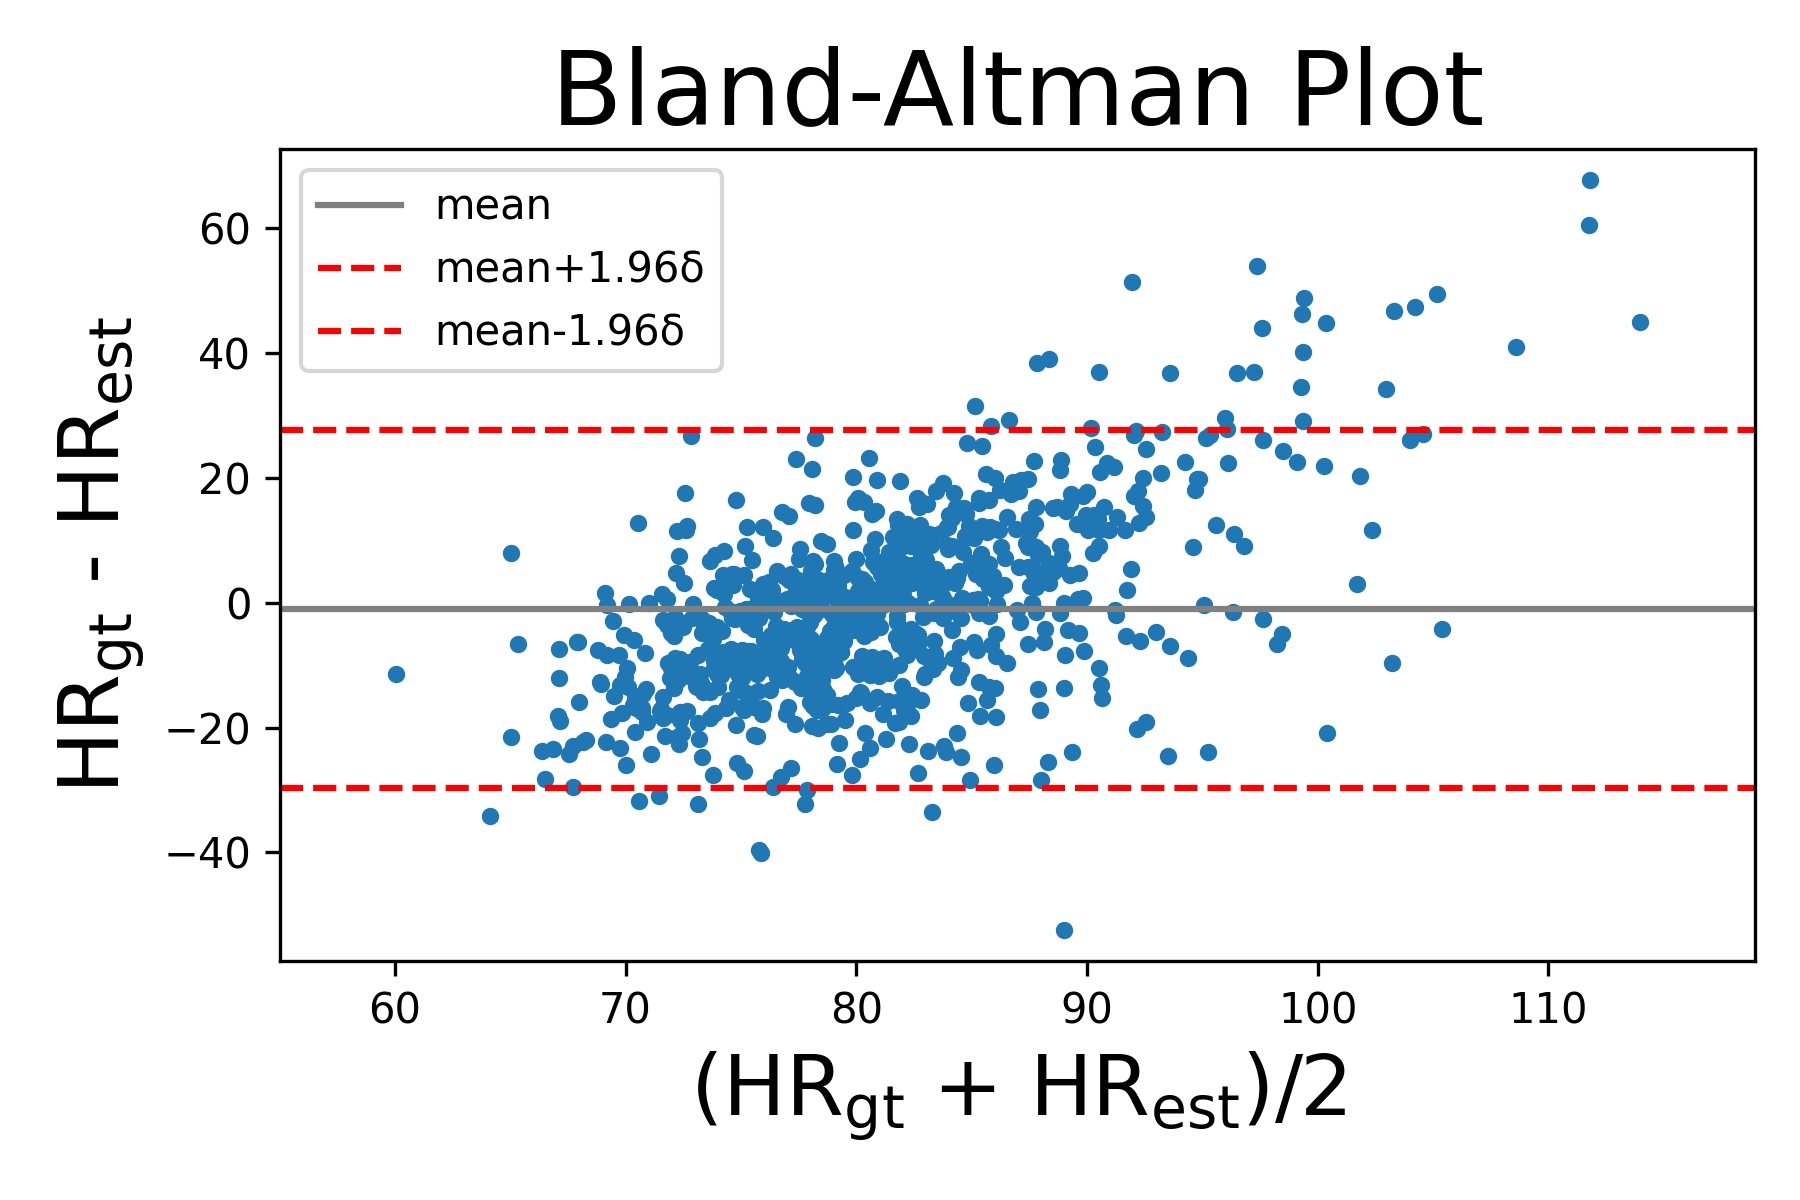 Bland-Altman Plot
mean
mean+1.96δ
mean-1.96δ
HRgt - HRest
60
40
20
0
−20
−40
60
70
80
90
100
110
(HRgt + HRest)/2